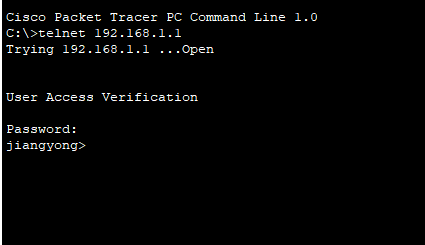 Cisco Packet Tracer PC Command Line 1.0
C:\>telnet 192.168.1.1
Trying 192.168.1.1 ...Open
User Access Verification
Password:
jiangyong>